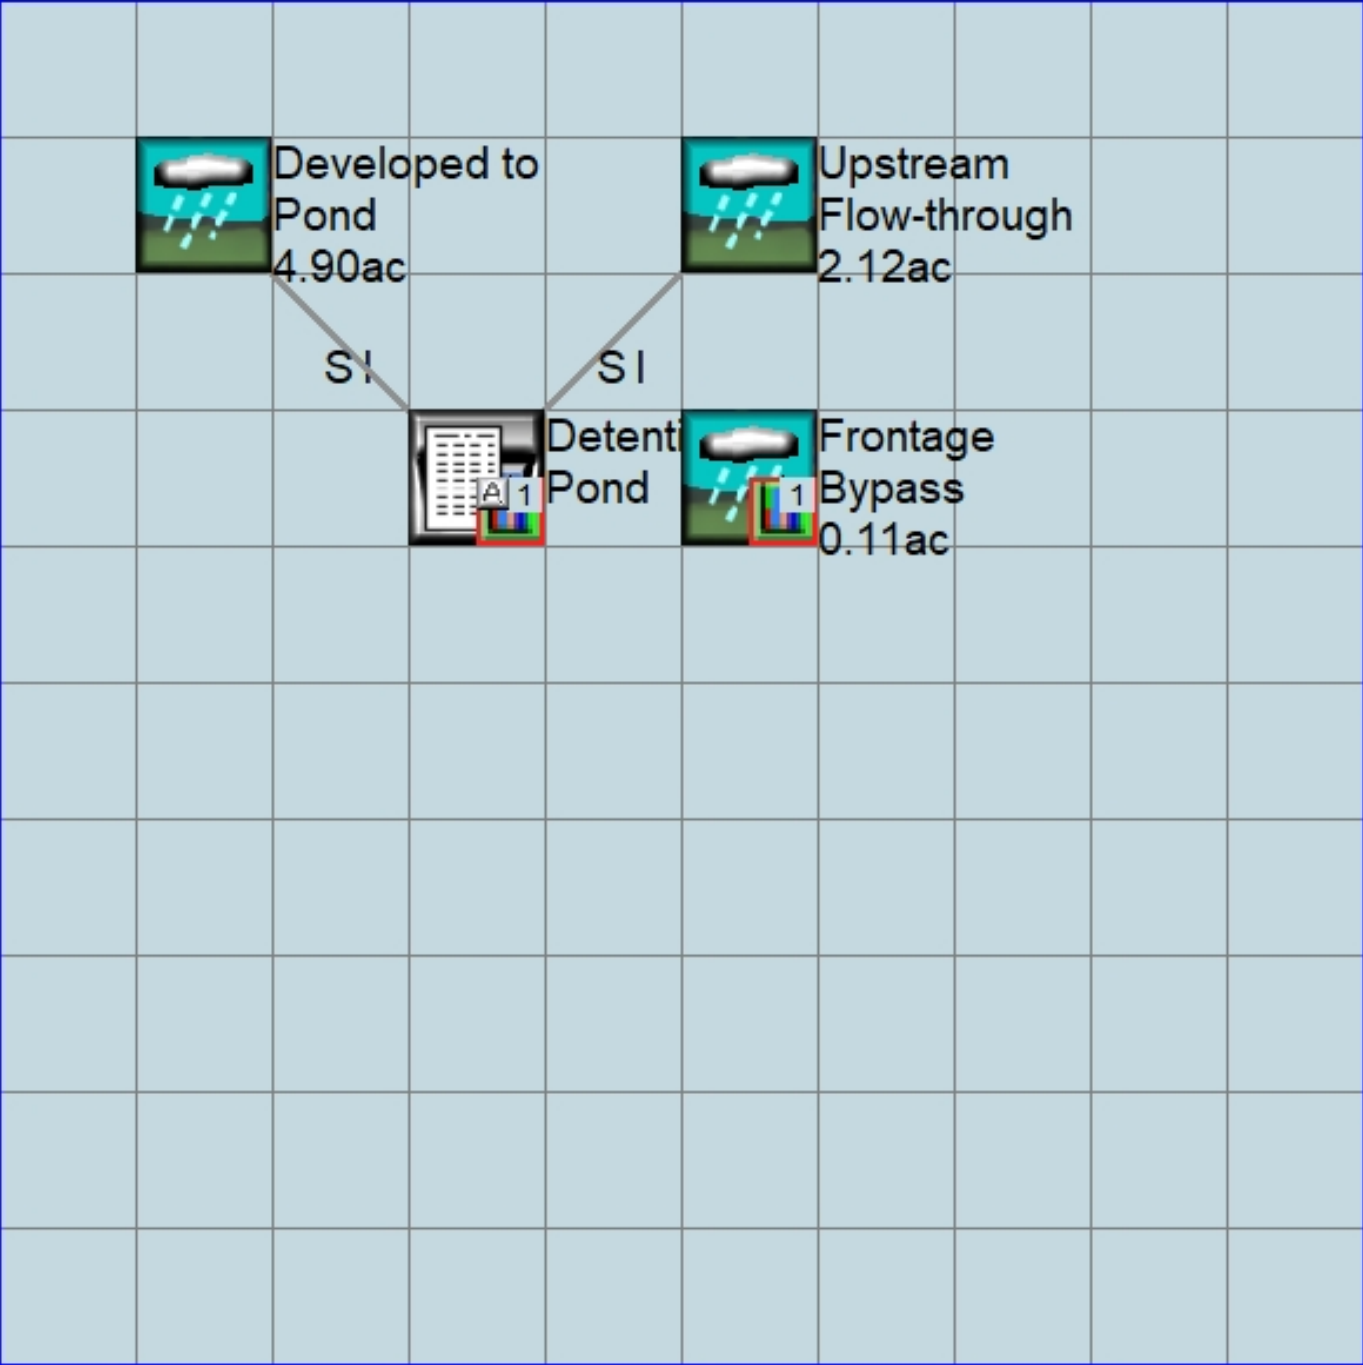 Developed to
Pond
4.90ac
Upstream
Flow-through
2.12ac
S I
S I
Detenti
Pond
A 1
Frontage
Bypass
0.11ac
1